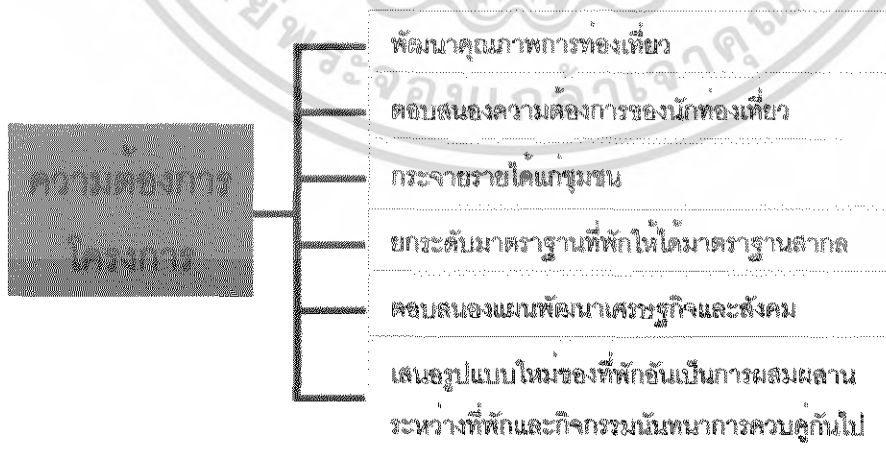 พัฒนาคุณภาพการท่องเที่ยว
ตอบสนองความต้องการของนักท่องเที่ยว
ความต้องการ
โครงการ
กระจายรายได้แก่ชุมชน
ยกระดับมาตราฐานที่พักให้ได้มาตราฐานสากล
ตอบสนองแผนพัฒนาเศรษฐกิจและสังคม
เสนอรูปแบบใหม่ของที่พักอันเป็นการผสมผสาน
ระหว่างที่พักและกิจกรรมนันทนาการควบคู่กันไป